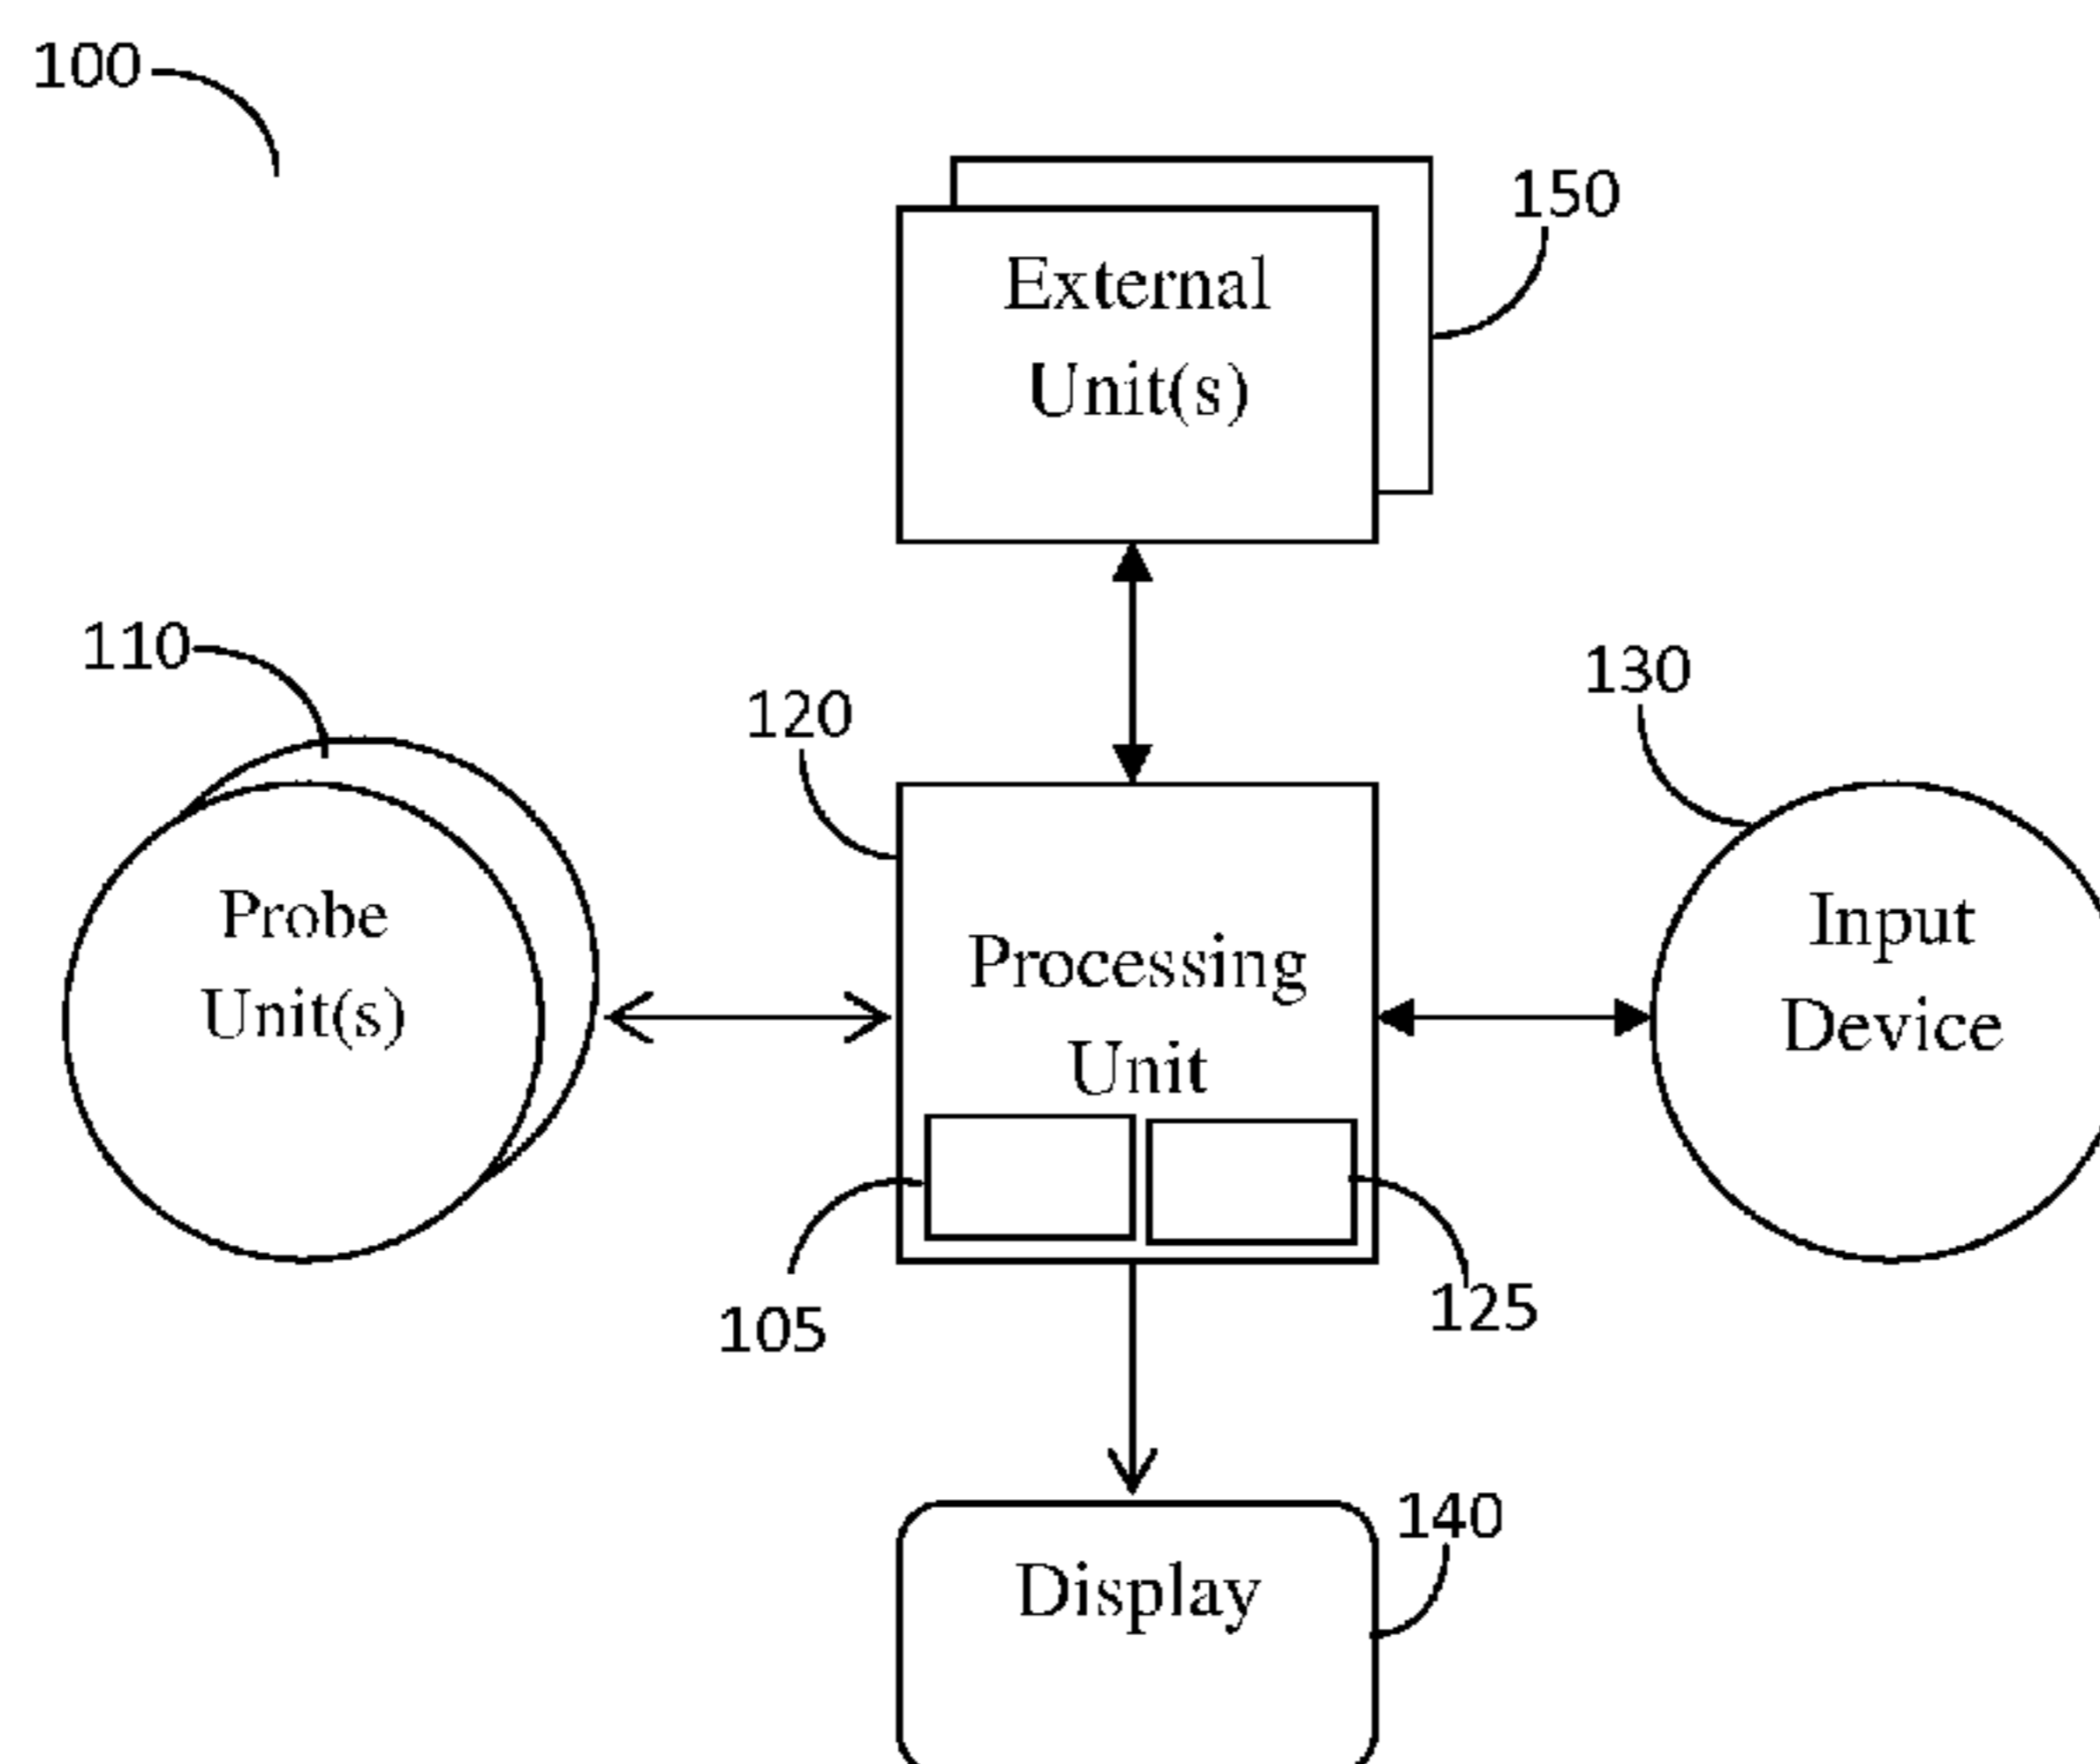 100
150
External
Unit(s)
110
120
130
Probe
Unit(s)
Processing
Unit
Input
Device
105
125
140
Display